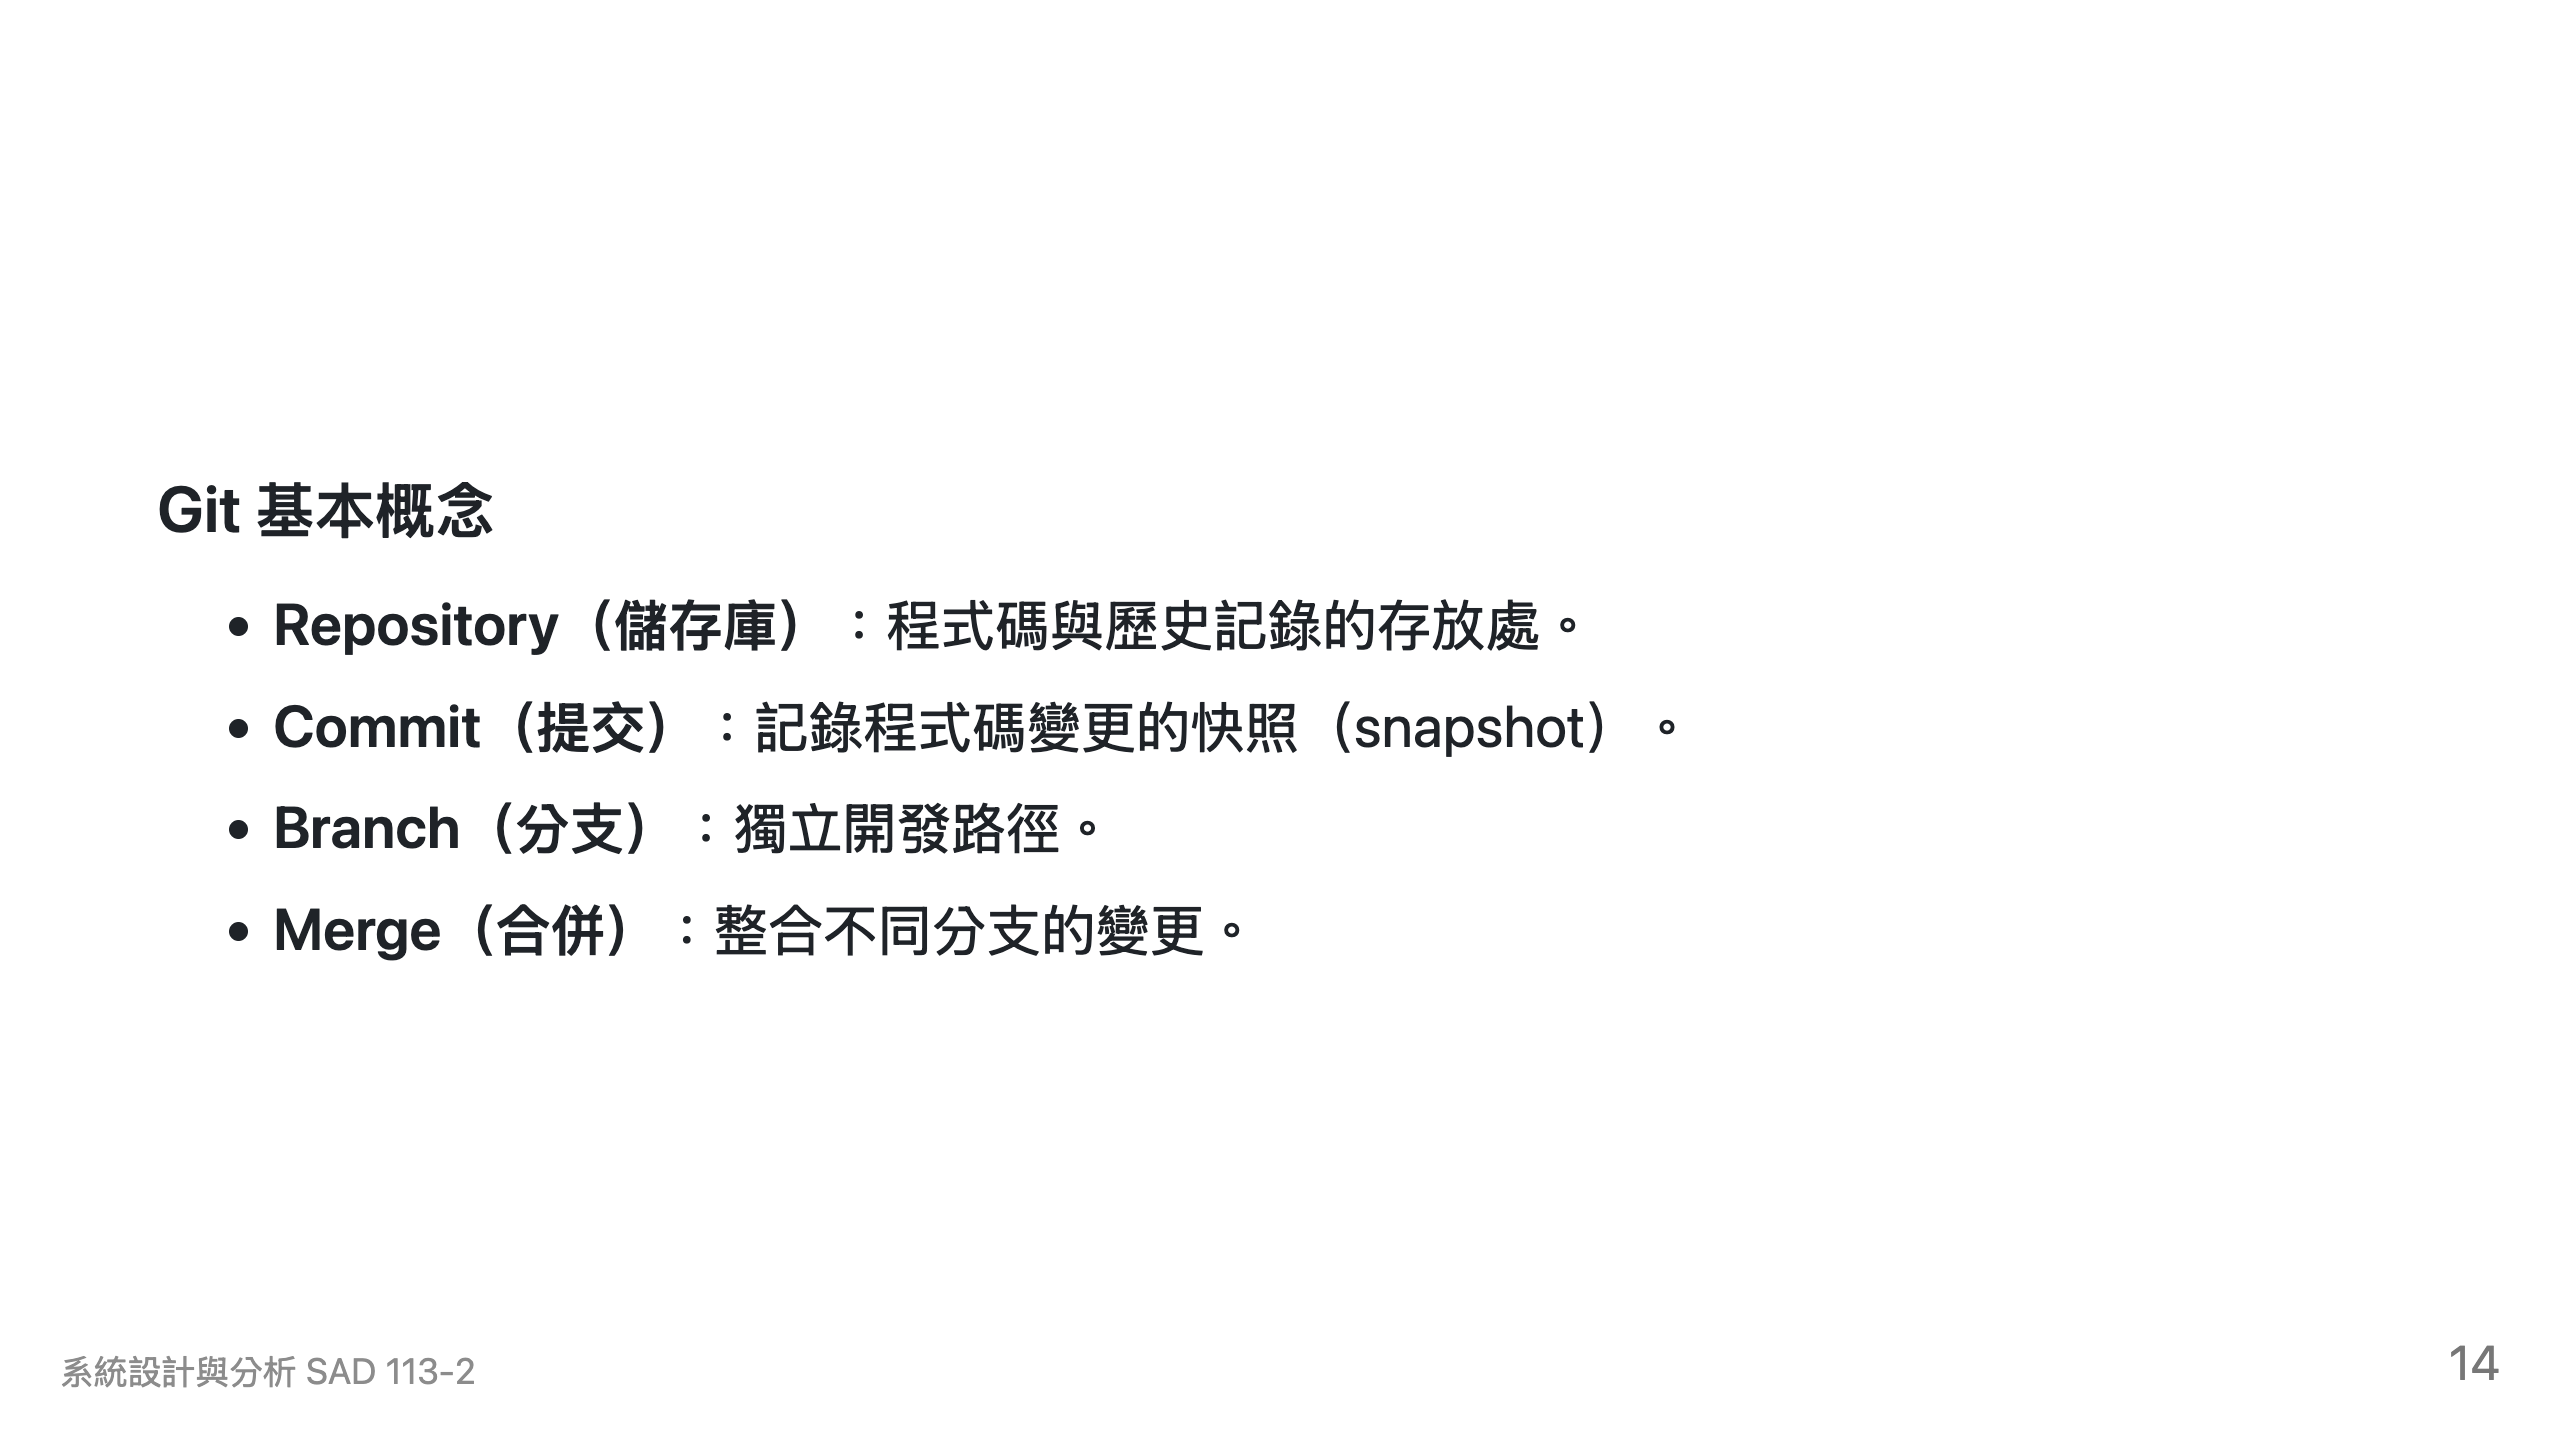 Git 基本概念
• Repository（儲存庫）：程式碼與歷史記錄的存放處。
• Commit（提交）：記錄程式碼變更的快照（snapshot）。
• Branch（分支）：獨立開發路徑。
• Merge（合併）：整合不同分支的變更。
系統設計與分析 SAD 113-2
14